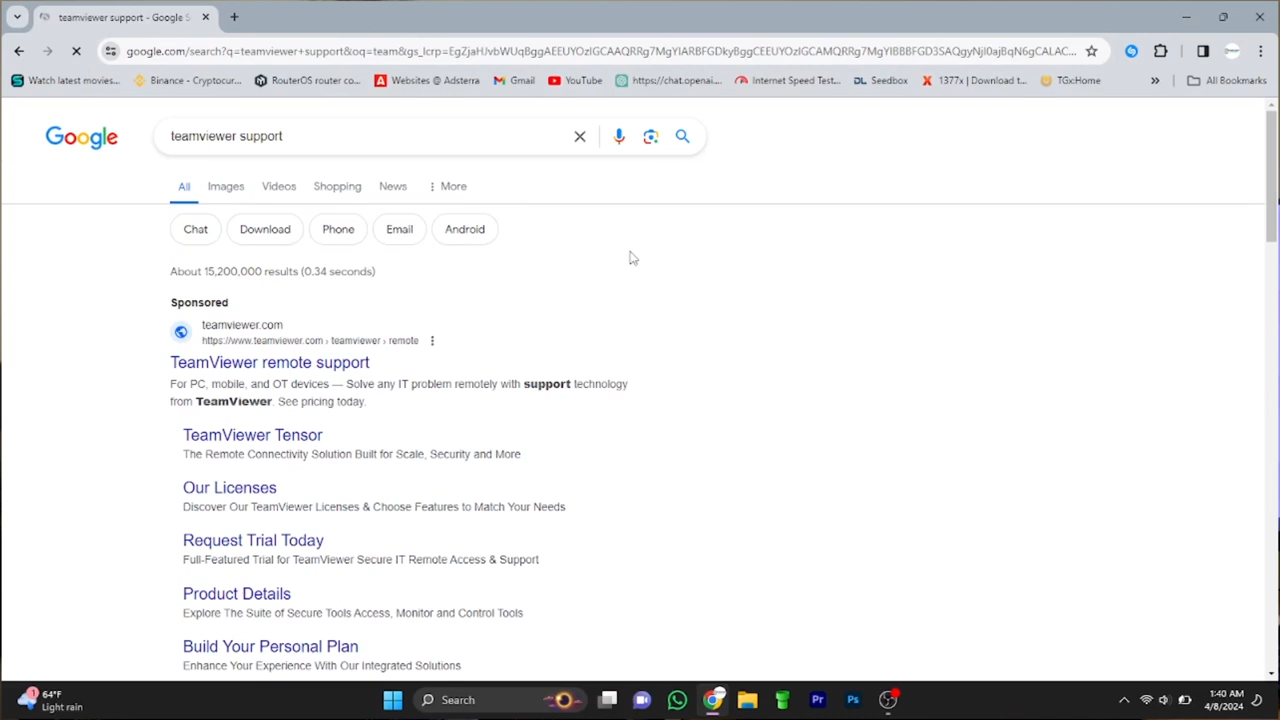 teamviewer support - Google S
google.com/search?q=teamviewer+support&oq=team&gs_lcrp=EgZjaHJvbWUqBggAEEUYOzIGCAAQRRg7MgYIARBFGDkyBggCEEUYOzIGCAMQRRg7MgYIBBBFGD3SAQgyNjI0ajBqN6gCALAC...
Watch latest movies...
Binance - Cryptocur...
RouterOS router co...
Websites @ Adsterra
Gmail
YouTube
https://chat.openai....
Internet Speed Test...
DL Seedbox
1377x | Download t...
TGx:Home
»
All Bookmarks
Google
teamviewer support
All
Images
Videos
Shopping
News
More
Chat
Download
Phone
Email
Android
About 15,200,000 results (0.34 seconds)
Sponsored
teamviewer.com
https://www.teamviewer.com › teamviewer › remote
TeamViewer remote support
For PC, mobile, and OT devices — Solve any IT problem remotely with support technology
from TeamViewer. See pricing today.
TeamViewer Tensor
The Remote Connectivity Solution Built for Scale, Security and More
Our Licenses
Discover Our TeamViewer Licenses & Choose Features to Match Your Needs
Request Trial Today
Full-Featured Trial for TeamViewer Secure IT Remote Access & Support
Product Details
Explore The Suite of Secure Tools Access, Monitor and Control Tools
Build Your Personal Plan
Enhance Your Experience With Our Integrated Solutions
1
64°F
Light rain
Search
Pr
Ps
1:40 AM
4/8/2024